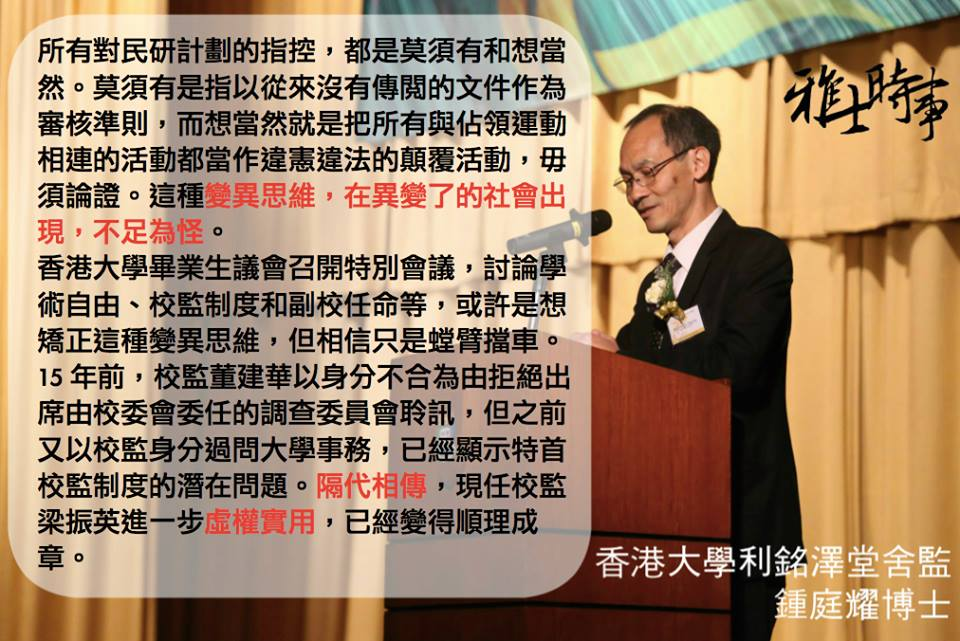 所有對民研計劃的指控，都是莫須有和想當
然。莫須有是指以從來沒有傳閱的文件作為
審核準則，而想當然就是把所有與佔領運動
相連的活動都當作違憲違法的顛覆活動，毋
須論證。這種變異思維，在異變了的社會出
現，不足為怪。
香港大學畢業生議會召開特別會議，討論學
術自由、校監制度和副校任命等，或許是想
矯正這種變異思維，但相信只是螳臂擋車。
15 年前，校監董建華以身分不合為由拒絕出
席由校委會委任的調查委員會聆訊，但之前
又以校監身分過問大學事務，已經顯示特首
校監制度的潛在問題。隔代相傳，現任校監
梁振英進一步虛權實用，已經變得順理成
章。
雅士時事
香港大學利銘澤堂舍監
鍾庭耀博士